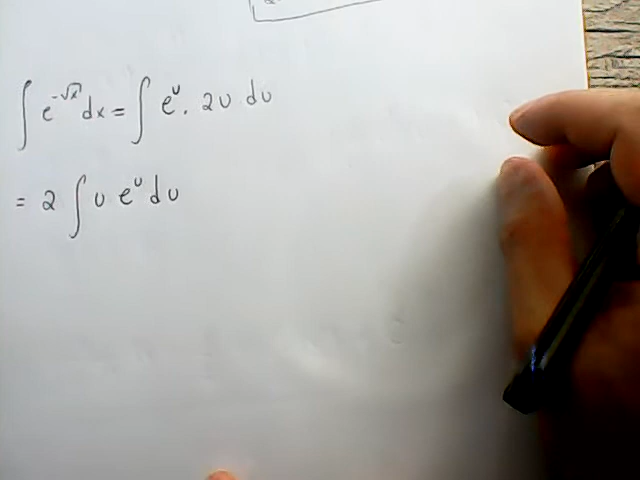 ∫ e^{-√x} dx = ∫ e^u . 2u du
= 2 ∫ u e^u du